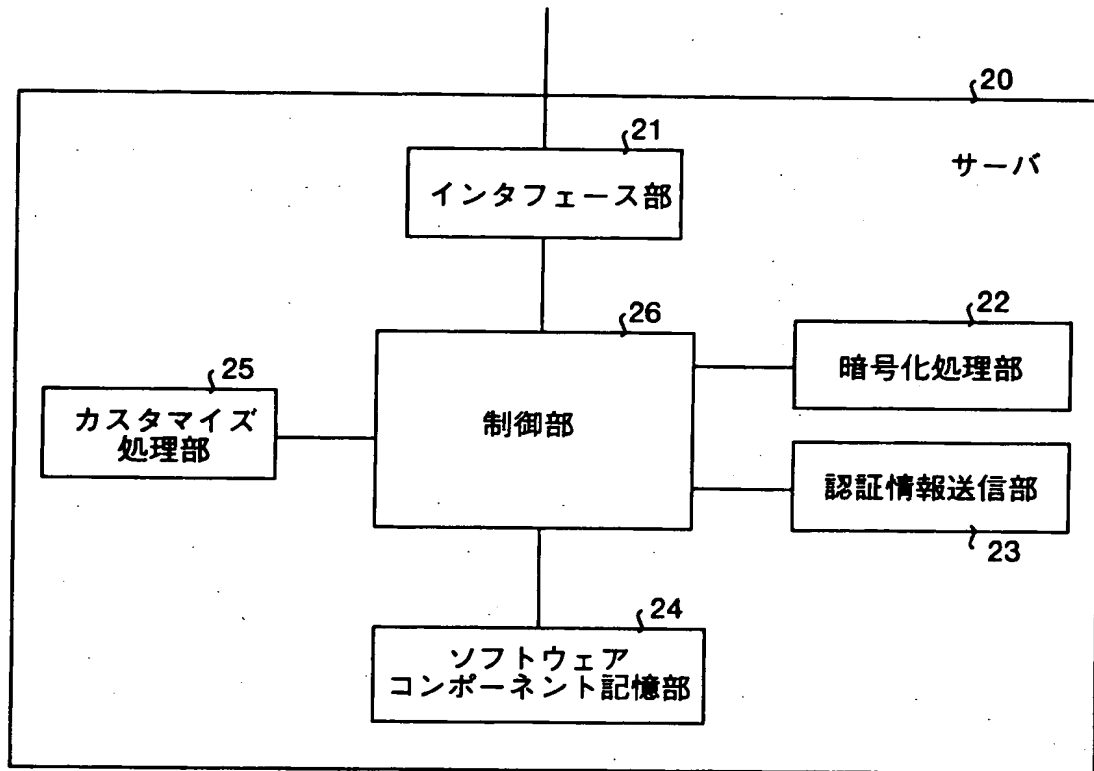 20
サーバ
21
インタフェース部
26
制御部
22
暗号化処理部
25
カスタマイズ
処理部
認証情報送信部
23
24
ソフトウェア
コンポーネント記憶部